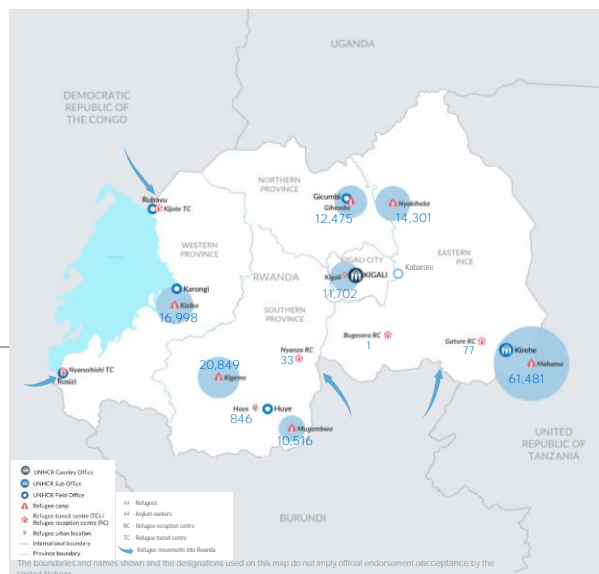 UGANDA
DEMOCRATIC
REPUBLIC OF
THE CONGO
NORTHERN
PROVINCE
Rubavu
Kijote TC
Gicumbi
Gihembe
12,475
Nyabiheke
14,301
WESTERN
PROVINCE
EASTERN
INCE
KIGALI CITY
Kigali
KIGALI
11,702
Kabarore
RWANDA
Karongi
Kiziba
16,998
SOUTHERN
PROVINCE
Bugesera RC
1
Gatore RC
77
Kirehe
Mahama
61,481
Nyanza RC
33
20,849
Kigeme
Nyarushishi TC
Rusizi
Huye
846
Huye
Mugombwa
10,516
UNITED
REPUBLIC OF
TANZANIA
BURUNDI
UNHCR Country Office
UNHCR Sub Office
UNHCR Field Office
Refugee camp
Refugee transit centre (TC) /
Refugee reception centre (RC)
Refugee urban location
International boundary
Province boundary
## - Refugees
## - Asylum seekers
RC - Refugee reception centre
TC - Refugee transit centre
Refugee movements into Rwanda
The boundaries and names shown and the designations used on this map do not imply official endorsement oracceptance by the
United Nations